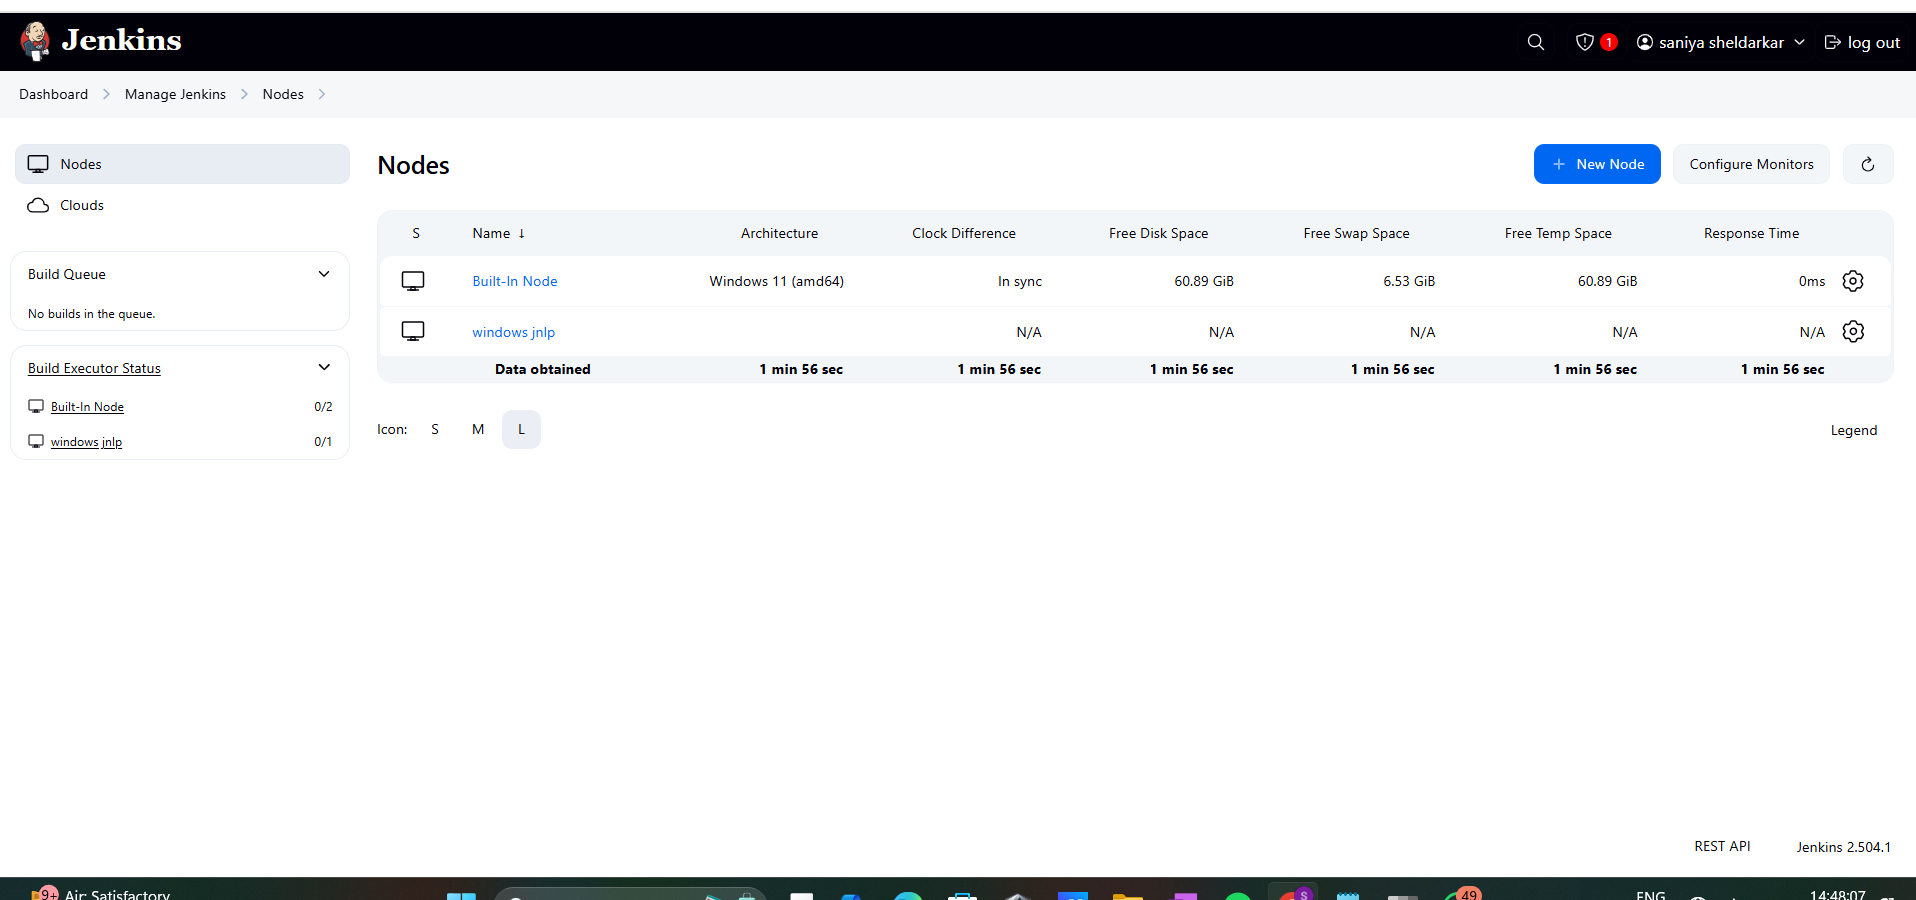 Jenkins
1 saniya sheldarkar log out
Dashboard Manage Jenkins Nodes
Nodes
Clouds
Build Queue
No builds in the queue.
Build Executor Status
Built-In Node 0/2
windows jnlp 0/1
Nodes
+ New Node Configure Monitors
S Name ↓ Architecture Clock Difference Free Disk Space Free Swap Space Free Temp Space Response Time
Built-In Node Windows 11 (amd64) In sync 60.89 GiB 6.53 GiB 60.89 GiB 0ms
windows jnlp N/A N/A N/A N/A N/A
Data obtained 1 min 56 sec 1 min 56 sec 1 min 56 sec 1 min 56 sec 1 min 56 sec 1 min 56 sec
Icon: S M L
Legend
REST API Jenkins 2.504.1
9+ Air: Satisfactory S 49 ENG 14:48:07